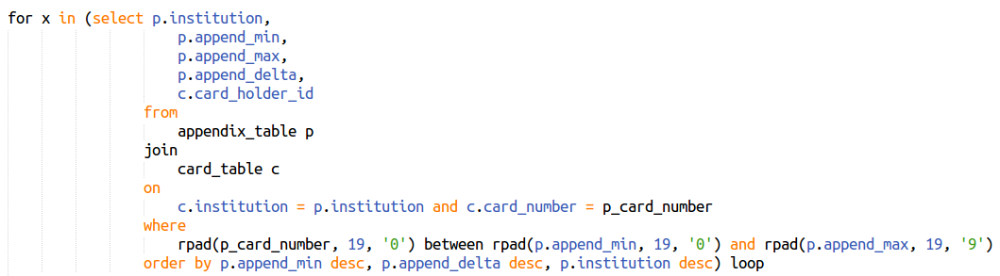 for x in (select p.institution,
p.append_min,
p.append_max,
p.append_delta,
c.card_holder_id
from
appendix_table p
join
card_table c
on
c.institution = p.institution and c.card_number = p_card_number
where
rpad(p_card_number, 19, '0') between rpad(p.append_min, 19, '0') and rpad(p.append_max, 19, '9')
order by p.append_min desc, p.append_delta desc, p.institution desc) loop